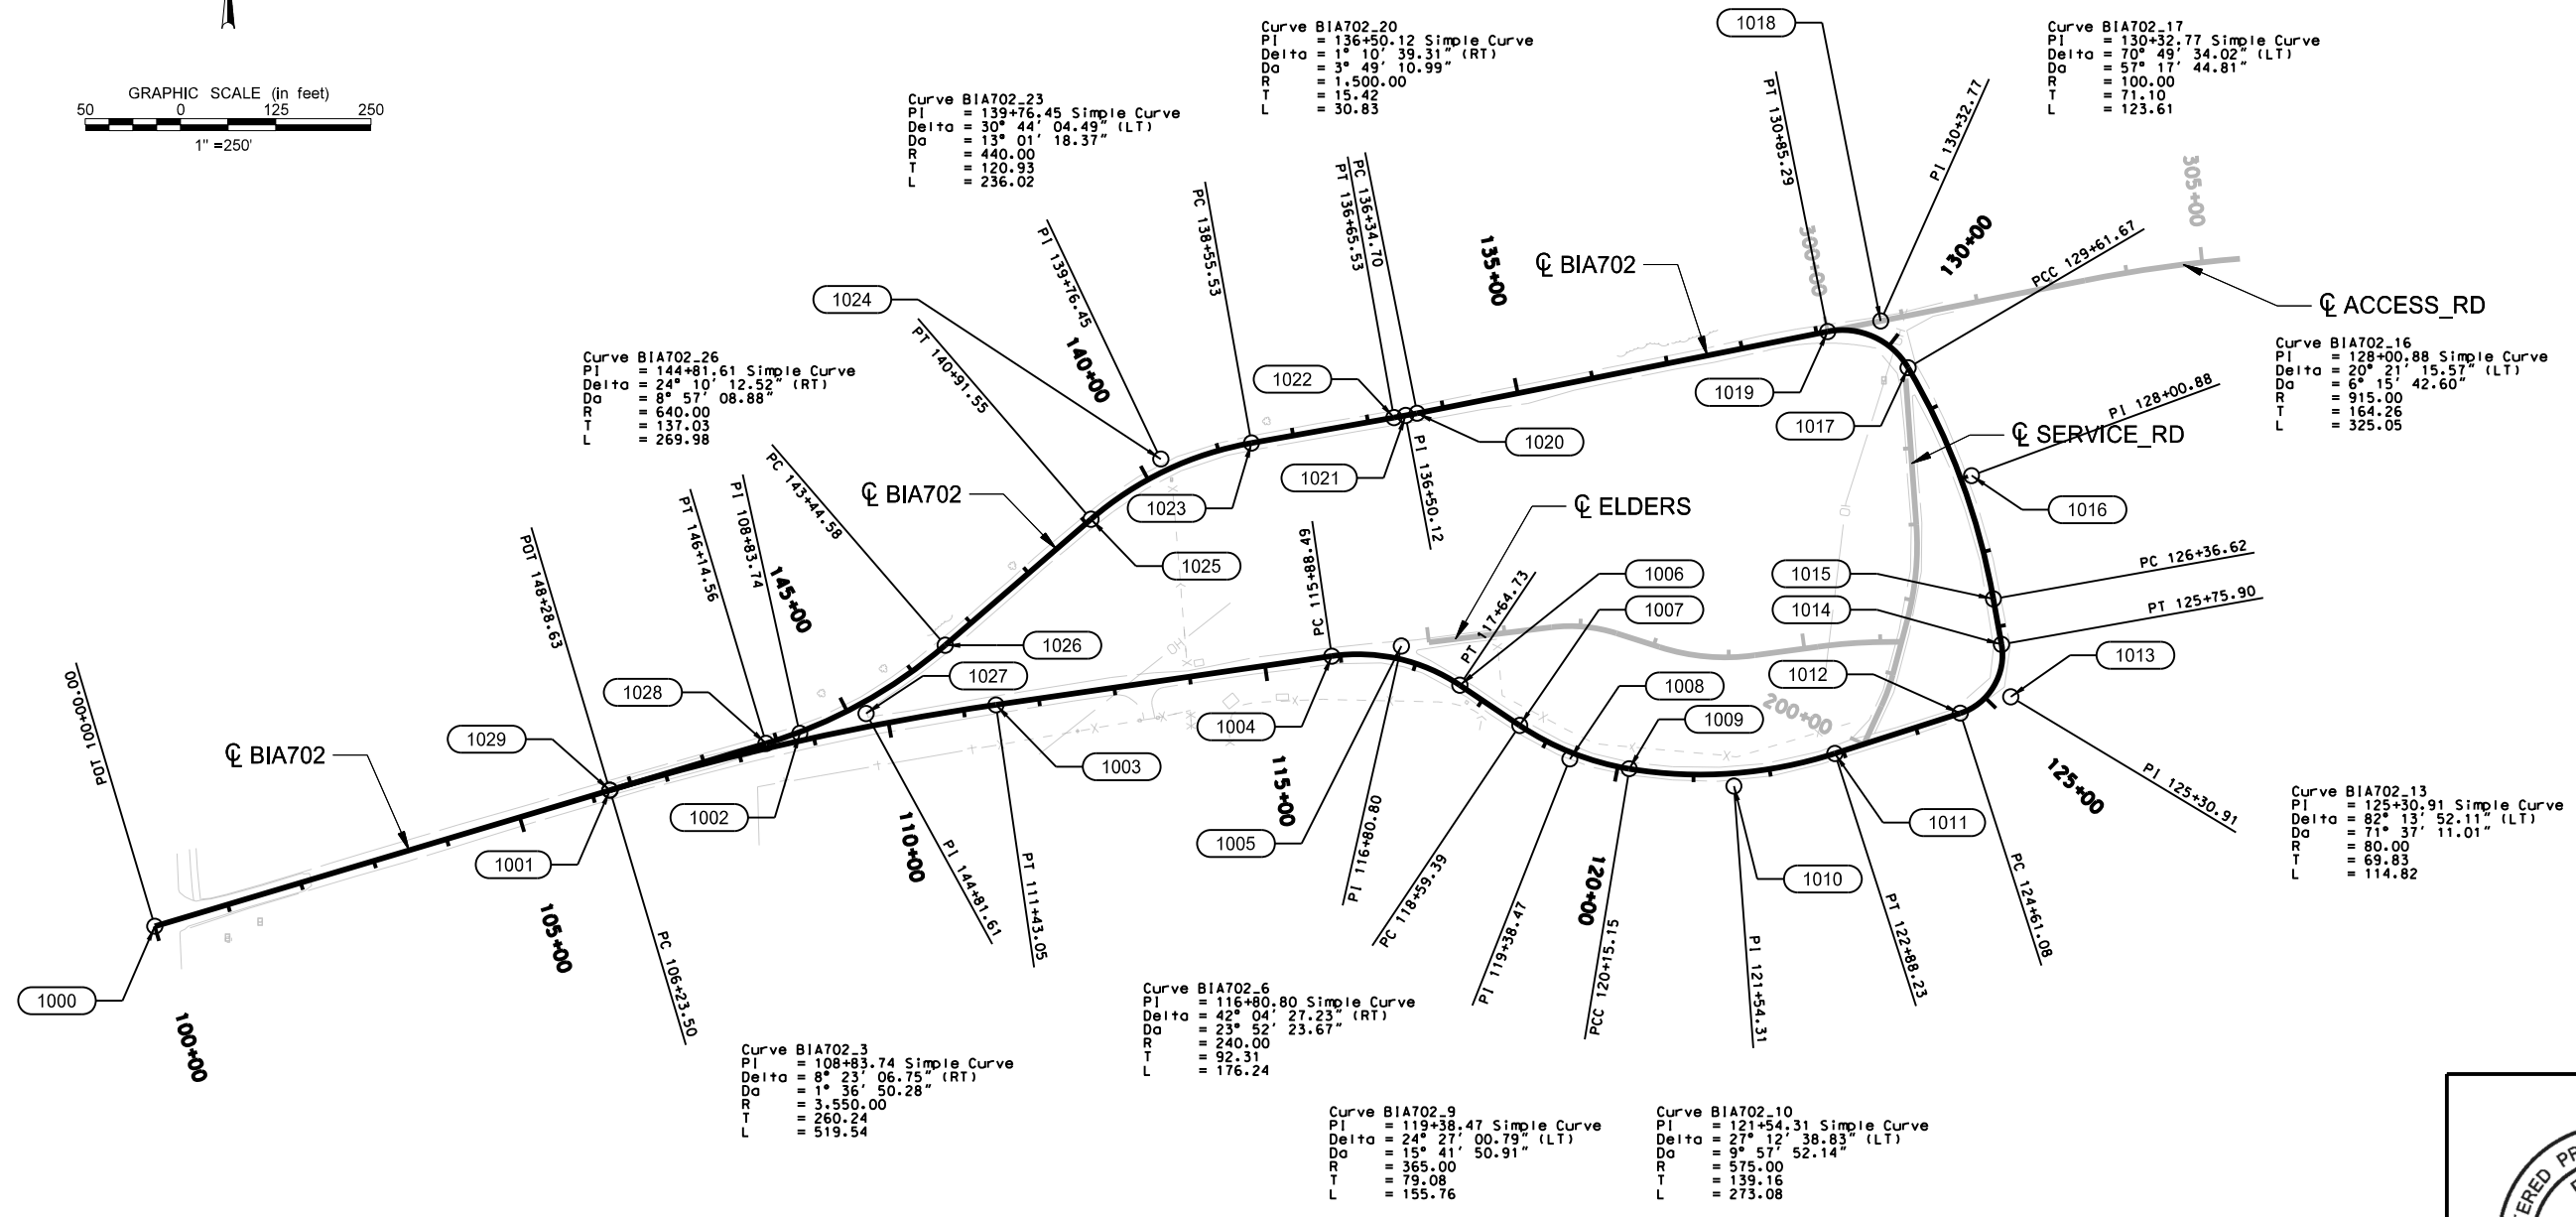 GRAPHIC SCALE (in feet)
50 0 125 250
1" =250'
Curve BIA702_23
PI = 139+76.45 Simple Curve
Delta = 30° 44' 04.49" (LT)
Da = 13° 01' 18.37"
R = 440.00
T = 120.93
L = 236.02
Curve BIA702_20
PI = 136+50.12 Simple Curve
Delta = 1° 10' 39.31" (RT)
Da = 3° 49' 10.99"
R = 1,500.00
T = 15.42
L = 30.83
Curve BIA702_17
PI = 130+32.77 Simple Curve
Delta = 70° 49' 34.02" (LT)
Da = 57° 17' 44.81"
R = 100.00
T = 71.10
L = 123.61
Curve BIA702_26
PI = 144+81.61 Simple Curve
Delta = 24° 10' 12.52" (RT)
Da = 8° 57' 08.88"
R = 640.00
T = 137.03
L = 269.98
Curve BIA702_16
PI = 128+00.88 Simple Curve
Delta = 20° 21' 15.57" (LT)
Da = 6° 15' 42.60"
R = 915.00
T = 164.26
L = 325.05
Curve BIA702_13
PI = 125+30.91 Simple Curve
Delta = 82° 13' 52.11" (LT)
Da = 71° 37' 11.01"
R = 80.00
T = 69.83
L = 114.82
Curve BIA702_3
PI = 108+83.74 Simple Curve
Delta = 8° 23' 06.75" (RT)
Da = 1° 36' 50.28"
R = 3,550.00
T = 260.24
L = 519.54
Curve BIA702_6
PI = 116+80.80 Simple Curve
Delta = 42° 04' 27.23" (RT)
Da = 23° 52' 23.67"
R = 240.00
T = 92.31
L = 176.24
Curve BIA702_9
PI = 119+38.47 Simple Curve
Delta = 24° 27' 00.79" (LT)
Da = 15° 41' 50.91"
R = 365.00
T = 79.08
L = 155.76
Curve BIA702_10
PI = 121+54.31 Simple Curve
Delta = 27° 12' 38.83" (LT)
Da = 9° 57' 52.14"
R = 575.00
T = 139.16
L = 273.08
POT 100+00.00
POT 148+28.63
PT 146+14.56
PI 108+83.74
PC 143+44.58
PT 140+91.55
PI 139+76.45
PC 138+55.53
PT 136+65.53
PC 136+34.70
PI 136+50.12
PT 130+85.29
PI 130+32.77
PCC 129+61.67
PI 128+00.88
PC 126+36.62
PT 125+75.90
PI 125+30.91
PC 124+61.08
PT 122+88.23
PI 121+54.31
PCC 120+15.15
PI 119+38.47
PC 118+59.39
PT 117+64.73
PI 116+80.80
PC 115+88.49
PT 111+43.05
PI 144+81.61
PC 106+23.50
100+00
105+00
110+00
115+00
120+00
125+00
130+00
135+00
140+00
145+00
200+00
300+00
305+00
℄ BIA702
℄ BIA702
℄ BIA702
℄ ACCESS_RD
℄ SERVICE_RD
℄ ELDERS
OH
1000
1001
1002
1003
1004
1005
1006
1007
1008
1009
1010
1011
1012
1013
1014
1015
1016
1017
1018
1019
1020
1021
1022
1023
1024
1025
1026
1027
1028
1029